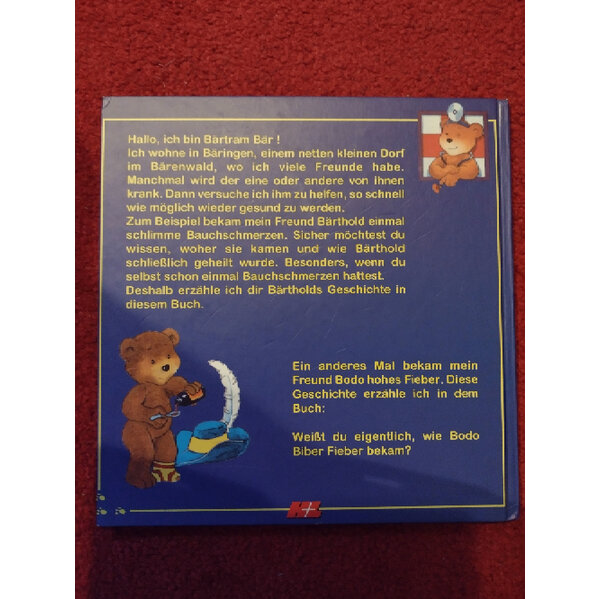 Hallo, ich bin Bärtram Bär !
Ich wohne in Bäringen, einem netten kleinen Dorf
im Bärenwald, wo ich viele Freunde habe.
Manchmal wird der eine oder andere von ihnen
krank. Dann versuche ich ihm zu helfen, so schnell
wie möglich wieder gesund zu werden.
Zum Beispiel bekam mein Freund Bärthold einmal
schlimme Bauchschmerzen. Sicher möchtest du
wissen, woher sie kamen und wie Bärthold
schließlich geheilt wurde. Besonders, wenn du
selbst schon einmal Bauchschmerzen hattest.
Deshalb erzähle ich dir Bärtholds Geschichte in
diesem Buch.
Ein anderes Mal bekam mein
Freund Bodo hohes Fieber. Diese
Geschichte erzähle ich in dem
Buch:
Weißt du eigentlich, wie Bodo
Biber Fieber bekam?